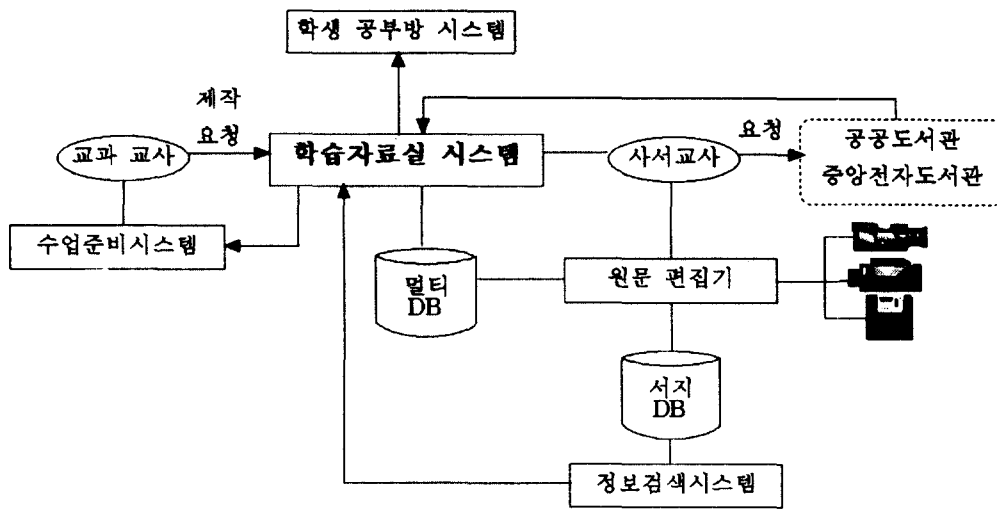 학생 공부방 시스템
제작
요청
교과 교사
학습자료실 시스템
사서교사
요청
공공도서관
중앙전자도서관
수업준비시스템
멀티
DB
원문 편집기
서지
DB
정보검색시스템